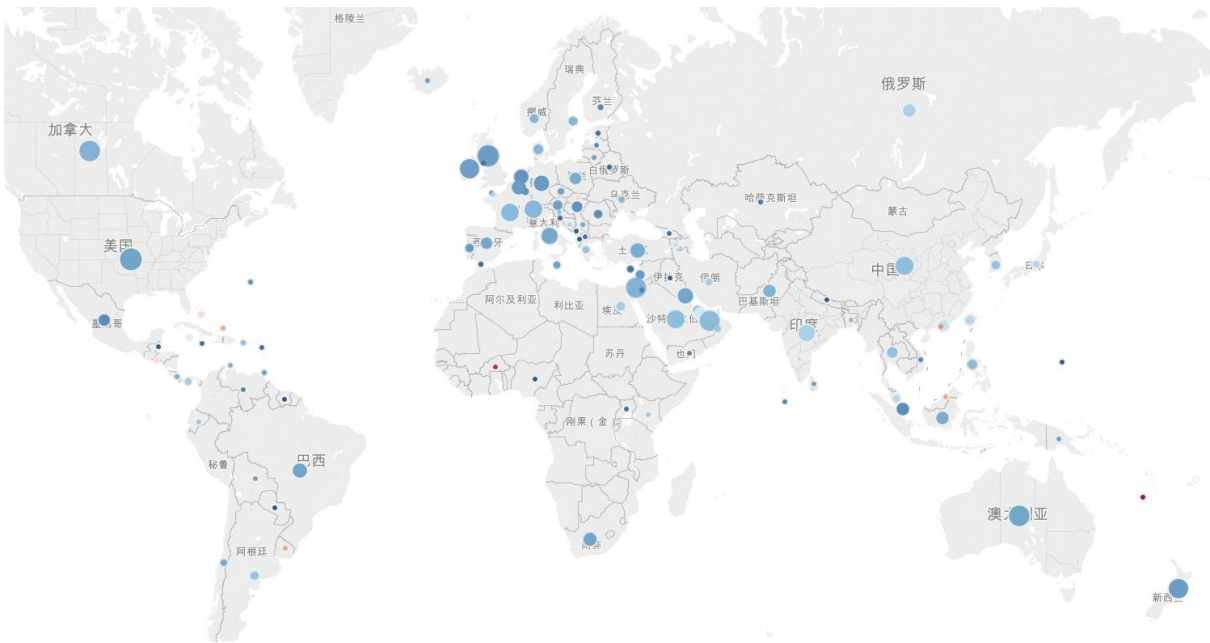 格陵兰
瑞典
俄罗斯
芬兰
挪威
加拿大
白俄罗斯
乌克兰
哈萨克斯坦
蒙古
意大利
美国
中国
伊拉克
伊朗
阿尔及利亚
利比亚
埃及
巴基斯坦
沙特
印度
苏丹
也门
刚果（金）
秘鲁
巴西
阿根廷
澳大利亚
新西兰